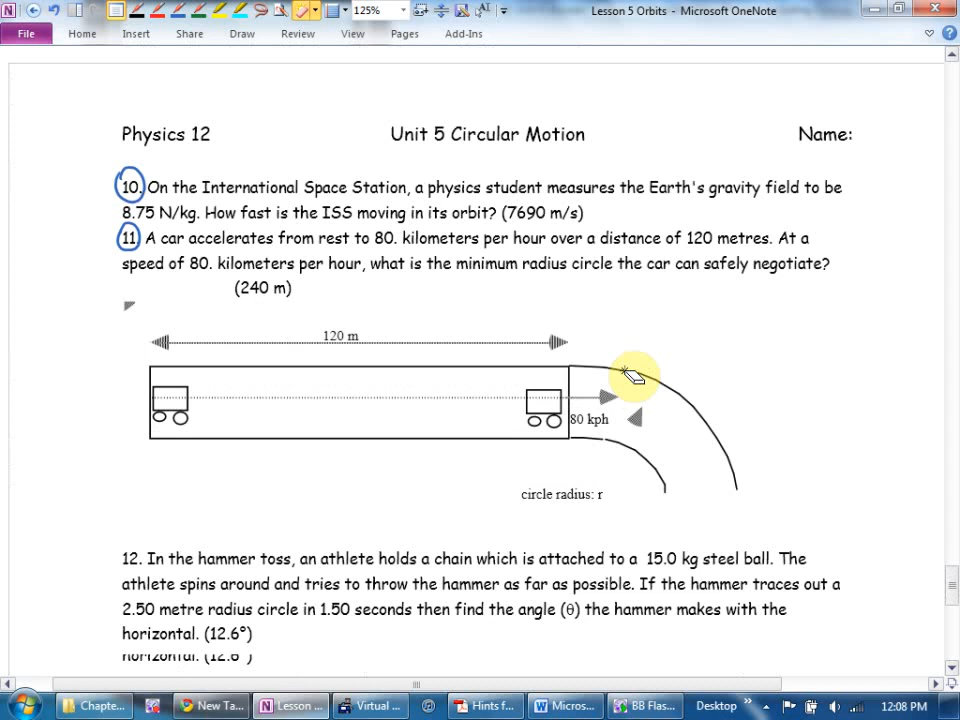 Lesson 5 Orbits - Microsoft OneNote
125%
File Home Insert Share Draw Review View Pages Add-Ins
Physics 12 Unit 5 Circular Motion Name:
10. On the International Space Station, a physics student measures the Earth's gravity field to be
8.75 N/kg. How fast is the ISS moving in its orbit? (7690 m/s)
11. A car accelerates from rest to 80. kilometers per hour over a distance of 120 metres. At a
speed of 80. kilometers per hour, what is the minimum radius circle the car can safely negotiate?
(240 m)
120 m
80 kph
circle radius: r
12. In the hammer toss, an athlete holds a chain which is attached to a 15.0 kg steel ball. The
athlete spins around and tries to throw the hammer as far as possible. If the hammer traces out a
2.50 metre radius circle in 1.50 seconds then find the angle (θ) the hammer makes with the
horizontal. (12.6°)
horizontal. (12.6°)
Chapte... New Ta... Lesson ... Virtual ... Hints f... Micros... BB Flas... Desktop » 12:08 PM